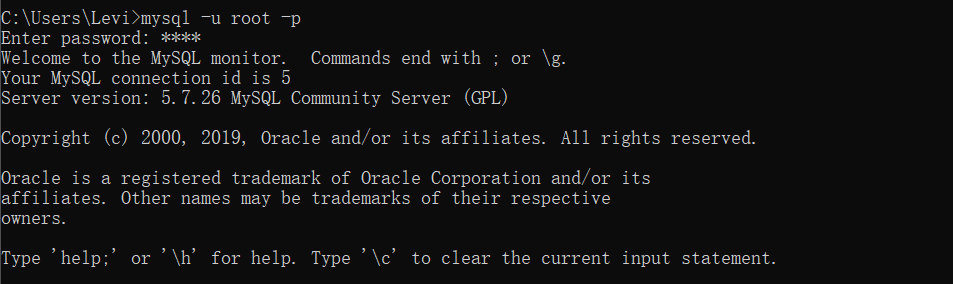 C:\Users\Levi>mysql -u root -p
Enter password: ****
Welcome to the MySQL monitor.  Commands end with ; or \g.
Your MySQL connection id is 5
Server version: 5.7.26 MySQL Community Server (GPL)
Copyright (c) 2000, 2019, Oracle and/or its affiliates. All rights reserved.
Oracle is a registered trademark of Oracle Corporation and/or its
affiliates. Other names may be trademarks of their respective
owners.
Type 'help;' or '\h' for help. Type '\c' to clear the current input statement.